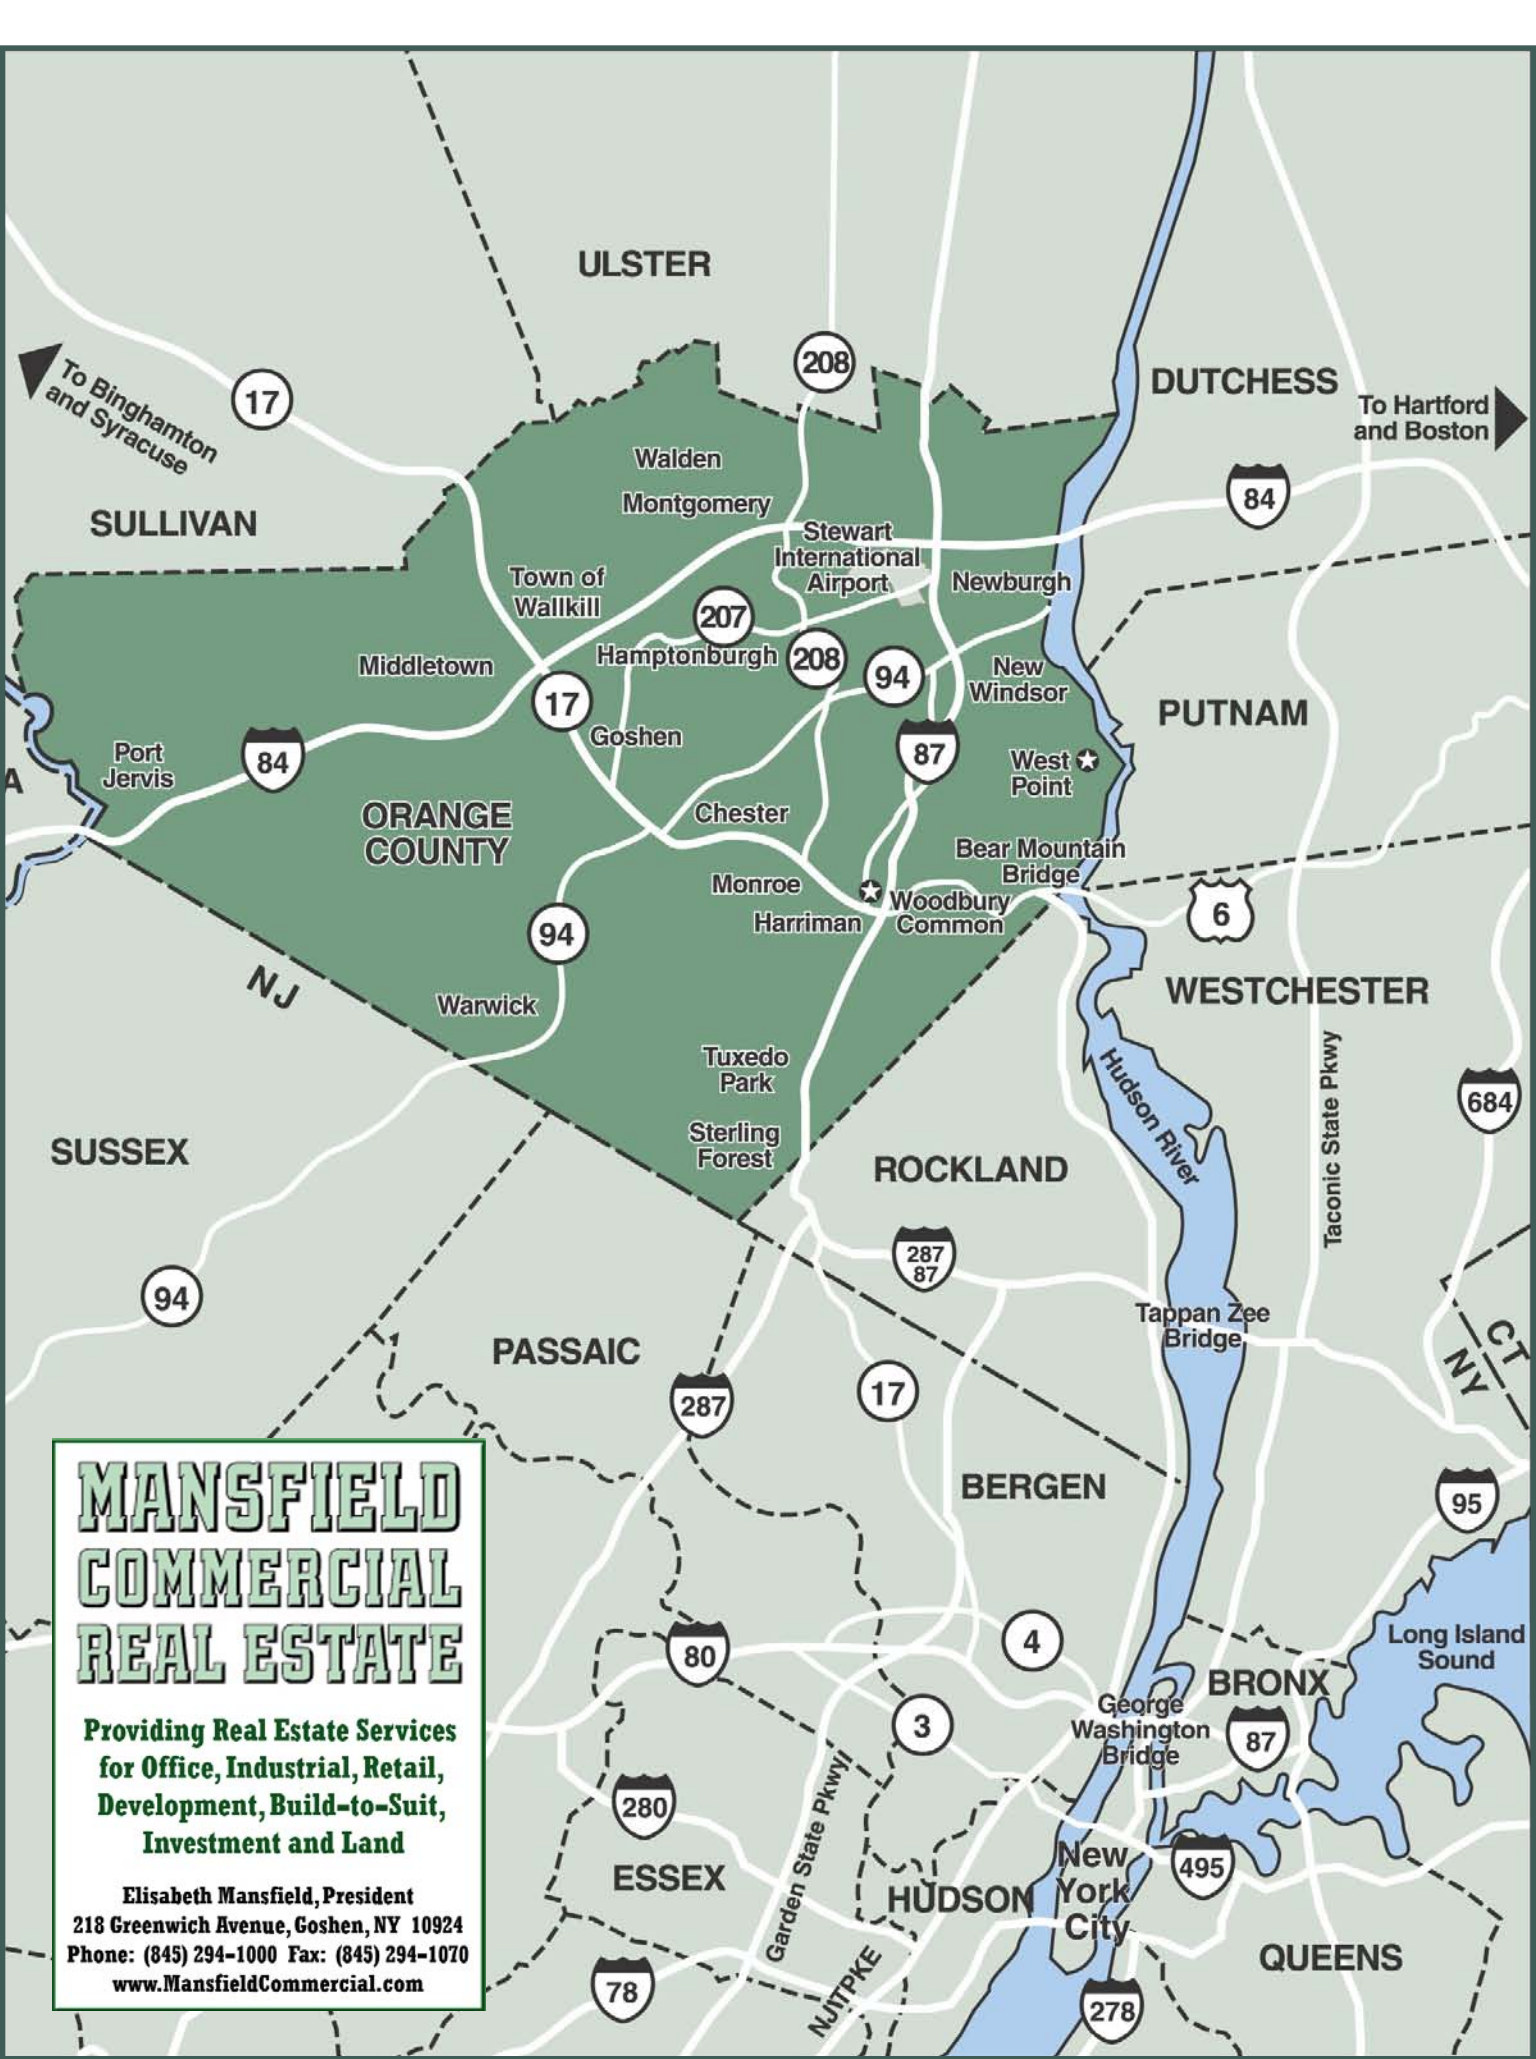 ULSTER
208
DUTCHESS
To Hartford
and Boston
17
To Binghamton
and Syracuse
SULLIVAN
84
Walden
Montgomery
Stewart
International
Airport
Newburgh
Town of
Wallkill
207
Hamptonburgh
208
94
New
Windsor
Middletown
17
Goshen
87
PUTNAM
Port
Jervis
84
West
Point
A
ORANGE
COUNTY
Chester
Bear Mountain
Bridge
Monroe
Woodbury
Common
Harriman
6
94
NJ
WESTCHESTER
Warwick
Tuxedo
Park
Hudson River
Taconic State Pkwy
684
Sterling
Forest
SUSSEX
ROCKLAND
287
87
94
Tappan Zee
Bridge
CT
NY
PASSAIC
287
17
BERGEN
95
MANSFIELD
COMMERCIAL
REAL ESTATE
Providing Real Estate Services
for Office, Industrial, Retail,
Development, Build-to-Suit,
Investment and Land
Elisabeth Mansfield, President
218 Greenwich Avenue, Goshen, NY 10924
Phone: (845) 294-1000 Fax: (845) 294-1070
www.MansfieldCommercial.com
80
4
Long Island
Sound
BRONX
George
Washington
Bridge
3
87
280
Garden State Pkwy
ESSEX
New
York
City
495
HUDSON
QUEENS
NJTPKE
78
278